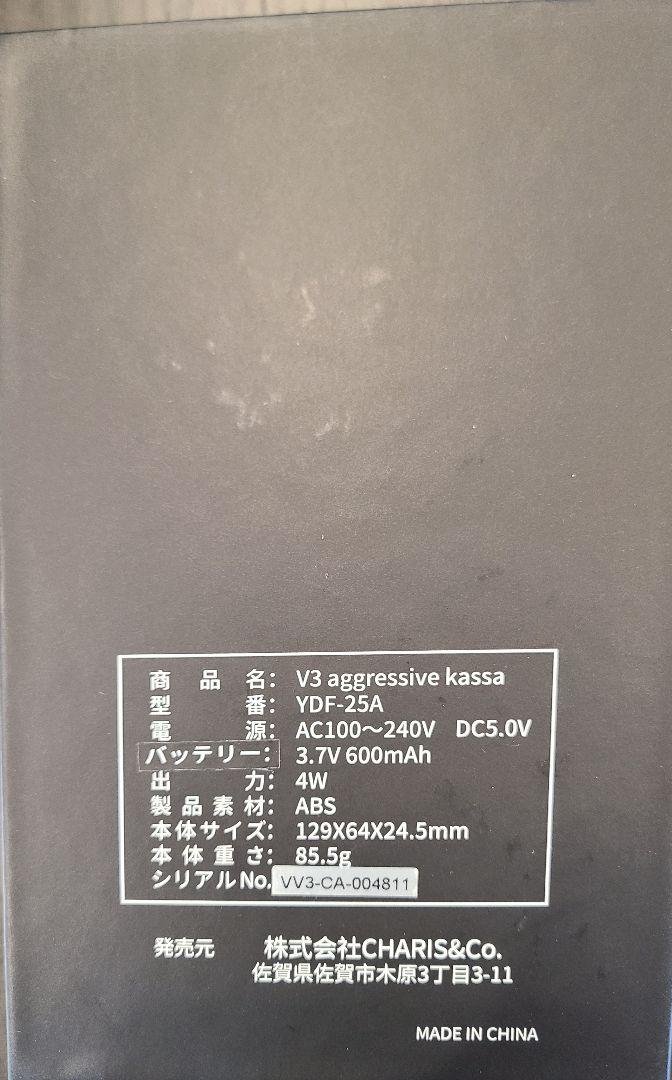 商品名： V3 aggressive kassa
型番： YDF-25A
電源： AC100～240V DC5.0V
バッテリー： 3.7V 600mAh
出力： 4W
製品素材： ABS
本体サイズ： 129X64X24.5mm
本体重さ： 85.5g
シリアルNo. VV3-CA-004811
発売元 株式会社CHARIS&Co.
佐賀県佐賀市木原3丁目3-11
MADE IN CHINA